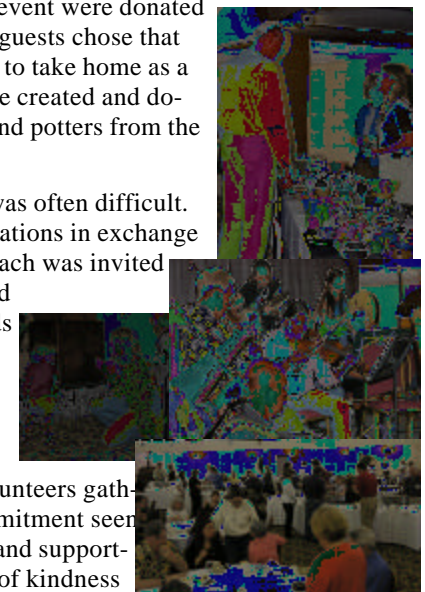 event were donated
guests chose that
to take home as a
e created and do-
nd potters from the
was often difficult.
ations in exchange
ach was invited
d
s
unteers gath-
mitment seen
and support-
of kindness